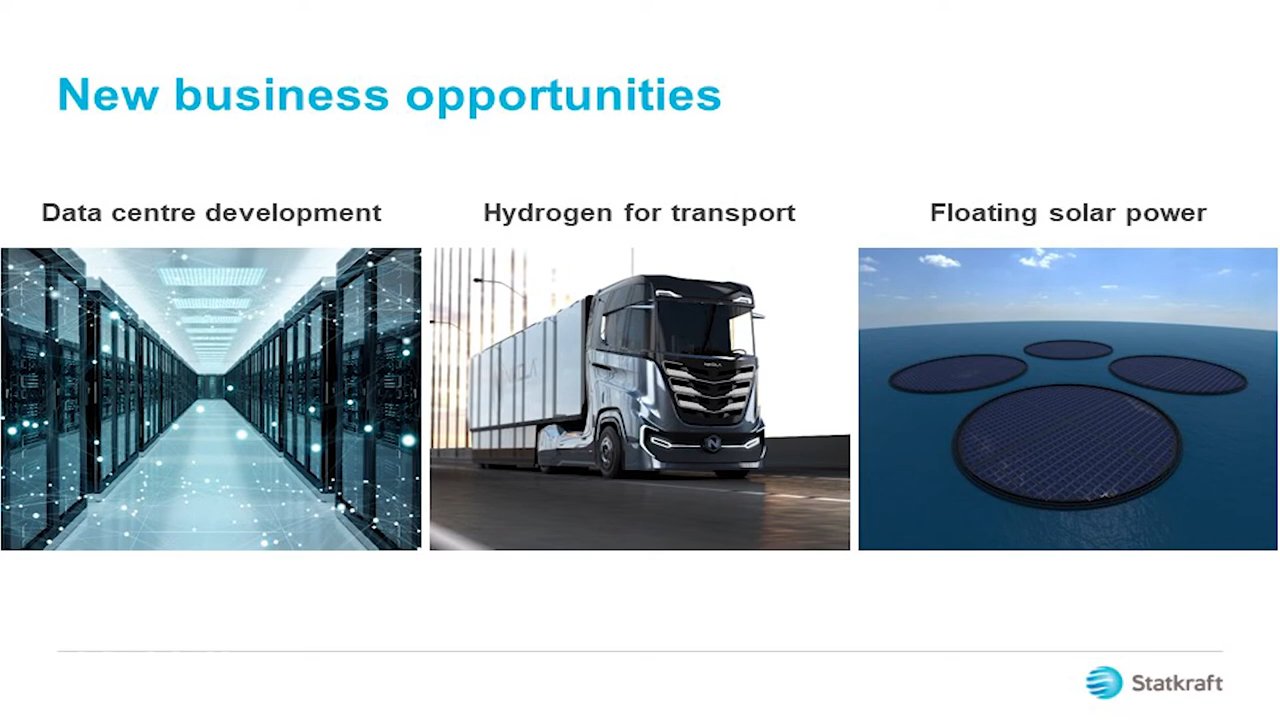 New business opportunities
Data centre development
Hydrogen for transport
Floating solar power
Statkraft